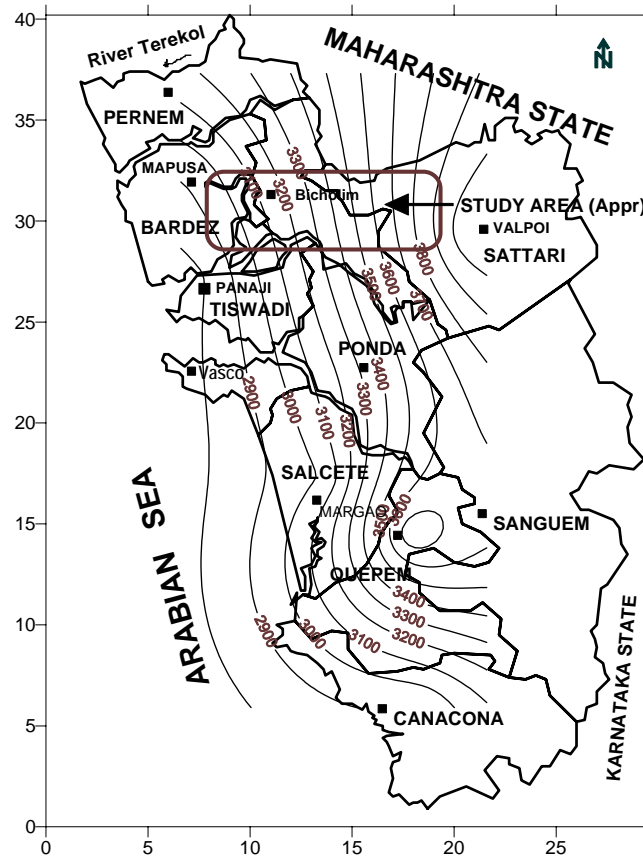 40
35
30
25
20
15
10
5
0
0
5
10
15
20
25
River Terekol
MAHARASHTRA STATE
N
PERNEM
MAPUSA
3300
3200
Bicholim
STUDY AREA (Appr)
VALPOI
BARDEZ
SATTARI
3800
3600
3500
3700
PANAJI
TISWADI
PONDA
Vasco
3400
3300
2900
3000
3100
3200
SALCETE
MARGAO
3500
SANGUEM
QUEPEM
ARABIAN SEA
3400
3300
3200
3100
3000
2900
CANACONA
KARNATAKA STATE